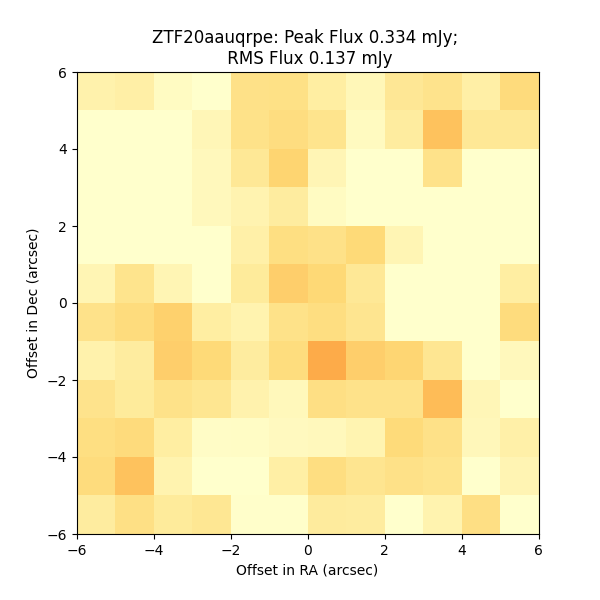 ZTF20aauqrpe: Peak Flux 0.334 mJy;
RMS Flux 0.137 mJy
6
4
2
0
−2
−4
−6
Offset in Dec (arcsec)
−6 −4 −2 0 2 4 6
Offset in RA (arcsec)